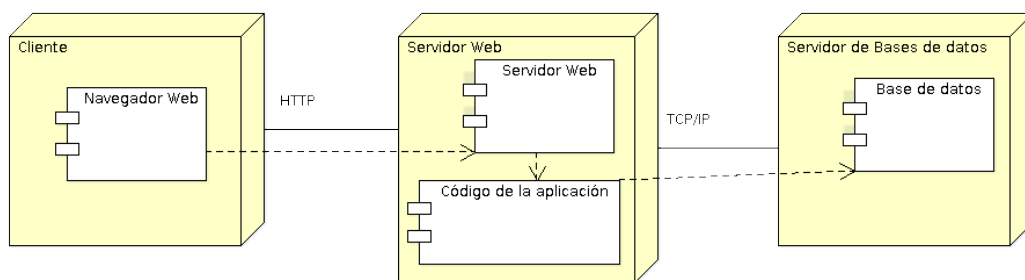 Cliente
Navegador Web
HTTP
Servidor Web
Servidor Web
Código de la aplicación
TCP/IP
Servidor de Bases de datos
Base de datos